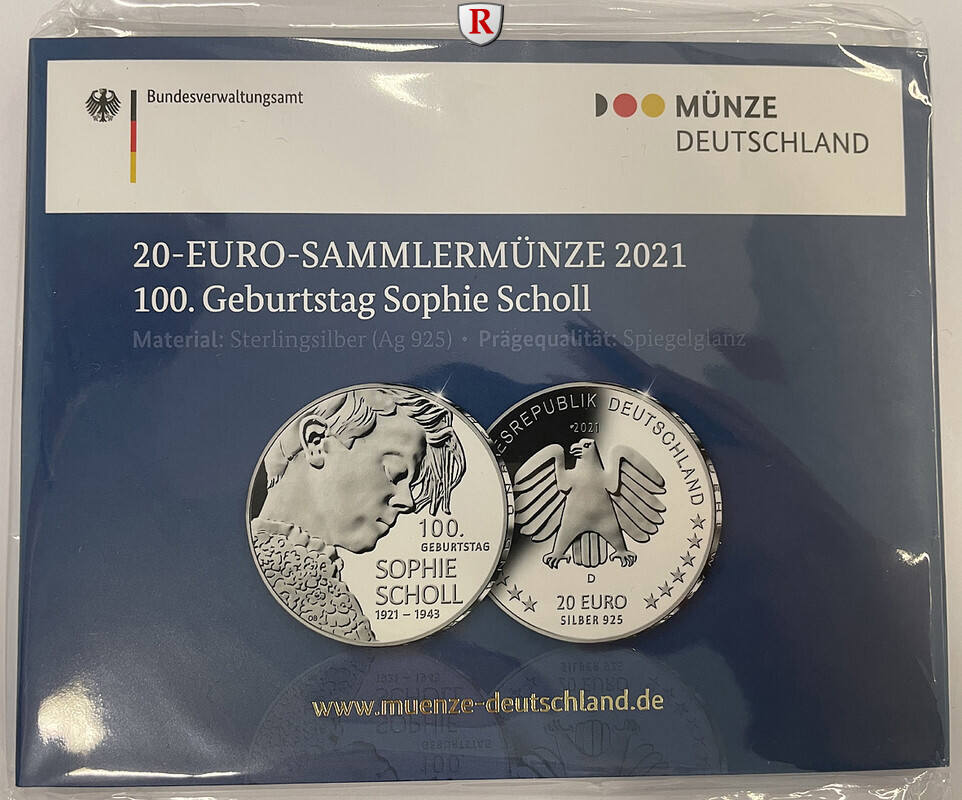 R
Bundesverwaltungsamt
MÜNZE
DEUTSCHLAND
20-EURO-SAMMLERMÜNZE 2021
100. Geburtstag Sophie Scholl
Material: Sterlingsilber (Ag 925) • Prägequalität: Spiegelglanz
100.
GEBURTSTAG
SOPHIE
SCHOLL
1921 – 1943
OB
ESREPUBLIK DEUTSCHLAND
2021
D
20 EURO
SILBER 925
www.muenze-deutschland.de